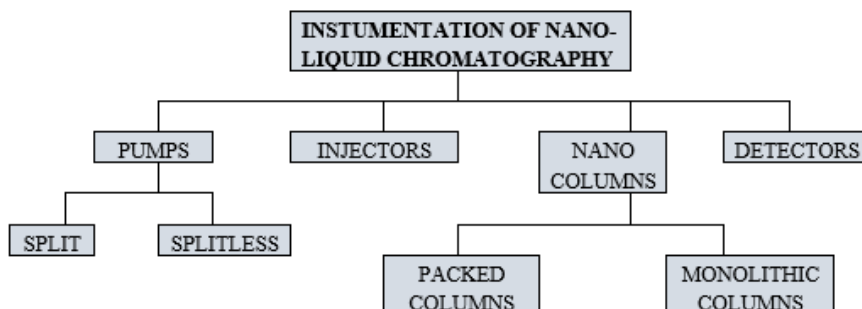 INSTUMENTATION OF NANO-
LIQUID CHROMATOGRAPHY
PUMPS
INJECTORS
NANO
COLUMNS
DETECTORS
SPLIT
SPLITLESS
PACKED
COLUMNS
MONOLITHIC
COLUMNS